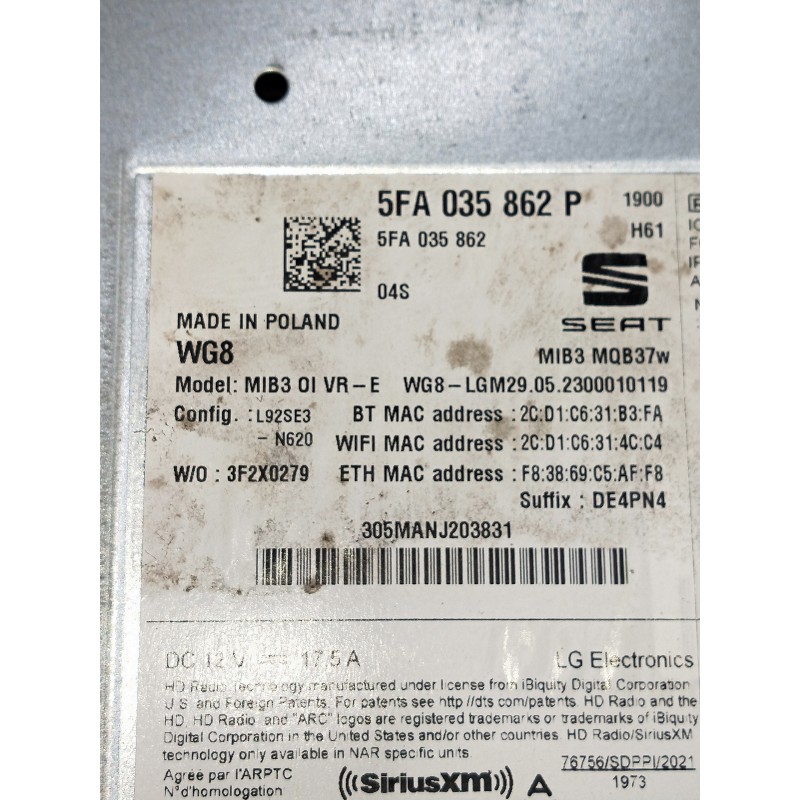 5FA 035 862 P 1900
5FA 035 862 H61
04S
SEAT
MADE IN POLAND
WG8 MIB3 MQB37w
Model: MIB3 OI VR-E WG8-LGM29.05.2300010119
Config. : L92SE3 BT MAC address : 2C:D1:C6:31:B3:FA
- N620 WIFI MAC address : 2C:D1:C6:31:4C:C4
W/O : 3F2X0279 ETH MAC address : F8:38:69:C5:AF:F8
Suffix : DE4PN4
305MANJ203831
DC 12 V 17.5 A LG Electronics
HD Radio Technology manufactured under license from iBiquity Digital Corporation
U.S. and Foreign Patents. For patents see http://dts.com/patents. HD Radio and the
HD, HD Radio, and "ARC" logos are registered trademarks or trademarks of iBiquity
Digital Corporation in the United States and/or other countries. HD Radio/SiriusXM
technology only available in NAR specific units.
Agréé par l'ARPTC 76756/SDPPI/2021
N°d'homologation ((SiriusXM)) A 1973